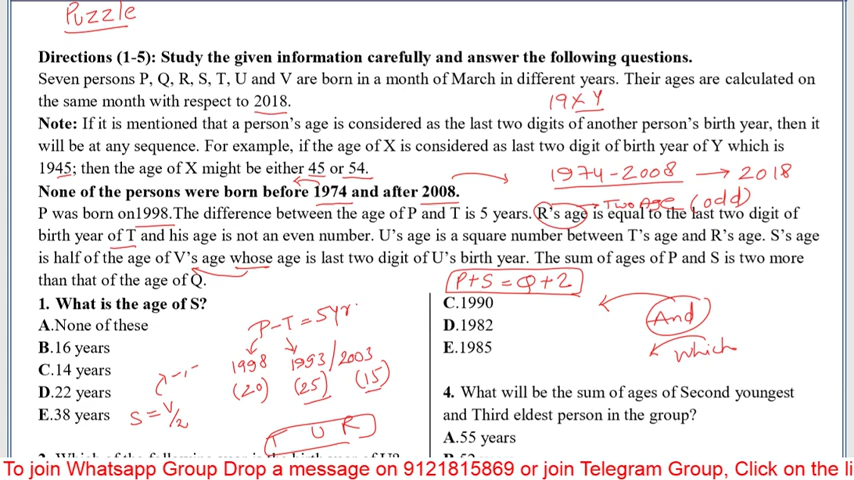 Puzzle
Directions (1-5): Study the given information carefully and answer the following questions.
Seven persons P, Q, R, S, T, U and V are born in a month of March in different years. Their ages are calculated on
the same month with respect to 2018.
19XY
Note: If it is mentioned that a person's age is considered as the last two digits of another person's birth year, then it
will be at any sequence. For example, if the age of X is considered as last two digit of birth year of Y which is
1945; then the age of X might be either 45 or 54.
1974-2008 → 2018
None of the persons were born before 1974 and after 2008.
Two Age (odd)
P was born on1998.The difference between the age of P and T is 5 years. R's age is equal to the last two digit of
birth year of T and his age is not an even number. U's age is a square number between T's age and R's age. S's age
is half of the age of V's age whose age is last two digit of U's birth year. The sum of ages of P and S is two more
than that of the age of Q.
P+S = Q+2
1. What is the age of S?
A.None of these
B.16 years
C.14 years
D.22 years
E.38 years
P-T = 5yr.
1998 1993/2003
(20) (25) (15)
S = V/2
T U R
C.1990
D.1982
E.1985
And
which
4. What will be the sum of ages of Second youngest
and Third eldest person in the group?
A.55 years
To join Whatsapp Group Drop a message on 9121815869 or join Telegram Group, Click on the li